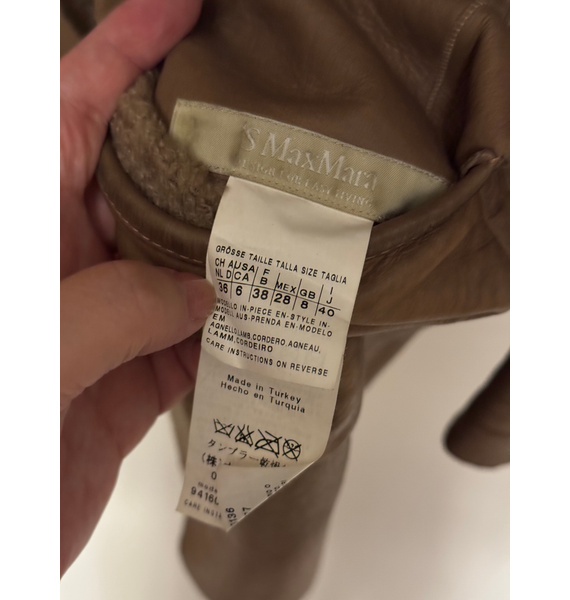 'S MaxMara
GRÖSSE TAILLE TALLA SIZE TAGLIA
CH AUSA F I
NL D CA B MEX GB J
36 6 38 28 8 40
MODELLO IN-PIECE EN-STYLE IN-
MODELL AUS-PRENDA EN-MODELO
EM
AGNELLO,LAMB,CORDERO,AGNEAU,
LAMM,CORDEIRO
CARE INSTRUCTIONS ON REVERSE
Made in Turkey
Hecho en Turquia
タンブラー乾燥
(株)
0
9416L
CARE INSTR